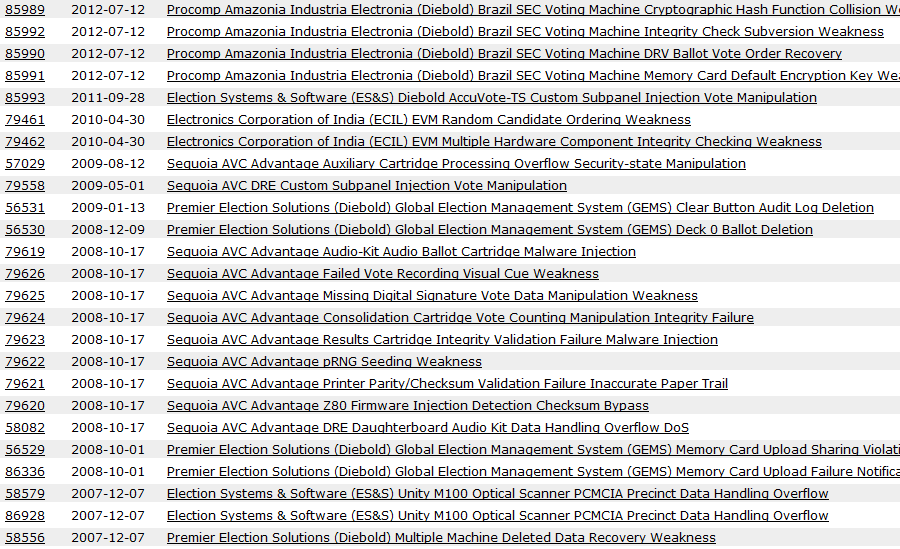 85989 2012-07-12 Procomp Amazonia Industria Electronia (Diebold) Brazil SEC Voting Machine Cryptographic Hash Function Collision
85992 2012-07-12 Procomp Amazonia Industria Electronia (Diebold) Brazil SEC Voting Machine Integrity Check Subversion Weakness
85990 2012-07-12 Procomp Amazonia Industria Electronia (Diebold) Brazil SEC Voting Machine DRV Ballot Vote Order Recovery
85991 2012-07-12 Procomp Amazonia Industria Electronia (Diebold) Brazil SEC Voting Machine Memory Card Default Encryption Key
85993 2011-09-28 Election Systems & Software (ES&S) Diebold AccuVote-TS Custom Subpanel Injection Vote Manipulation
79461 2010-04-30 Electronics Corporation of India (ECIL) EVM Random Candidate Ordering Weakness
79462 2010-04-30 Electronics Corporation of India (ECIL) EVM Multiple Hardware Component Integrity Checking Weakness
57029 2009-08-12 Sequoia AVC Advantage Auxiliary Cartridge Processing Overflow Security-state Manipulation
79558 2009-05-01 Sequoia AVC DRE Custom Subpanel Injection Vote Manipulation
56531 2009-01-13 Premier Election Solutions (Diebold) Global Election Management System (GEMS) Clear Button Audit Log Deletion
56530 2008-12-09 Premier Election Solutions (Diebold) Global Election Management System (GEMS) Deck 0 Ballot Deletion
79619 2008-10-17 Sequoia AVC Advantage Audio-Kit Audio Ballot Cartridge Malware Injection
79626 2008-10-17 Sequoia AVC Advantage Failed Vote Recording Visual Cue Weakness
79625 2008-10-17 Sequoia AVC Advantage Missing Digital Signature Vote Data Manipulation Weakness
79624 2008-10-17 Sequoia AVC Advantage Consolidation Cartridge Vote Counting Manipulation Integrity Failure
79623 2008-10-17 Sequoia AVC Advantage Results Cartridge Integrity Validation Failure Malware Injection
79622 2008-10-17 Sequoia AVC Advantage pRNG Seeding Weakness
79621 2008-10-17 Sequoia AVC Advantage Printer Parity/Checksum Validation Failure Inaccurate Paper Trail
79620 2008-10-17 Sequoia AVC Advantage Z80 Firmware Injection Detection Checksum Bypass
58082 2008-10-17 Sequoia AVC Advantage DRE Daughterboard Audio Kit Data Handling Overflow DoS
56529 2008-10-01 Premier Election Solutions (Diebold) Global Election Management System (GEMS) Memory Card Upload Sharing
86336 2008-10-01 Premier Election Solutions (Diebold) Global Election Management System (GEMS) Memory Card Upload Failure
58579 2007-12-07 Election Systems & Software (ES&S) Unity M100 Optical Scanner PCMCIA Precinct Data Handling Overflow
86928 2007-12-07 Election Systems & Software (ES&S) Unity M100 Optical Scanner PCMCIA Precinct Data Handling Overflow
58556 2007-12-07 Premier Election Solutions (Diebold) Multiple Machine Deleted Data Recovery Weakness